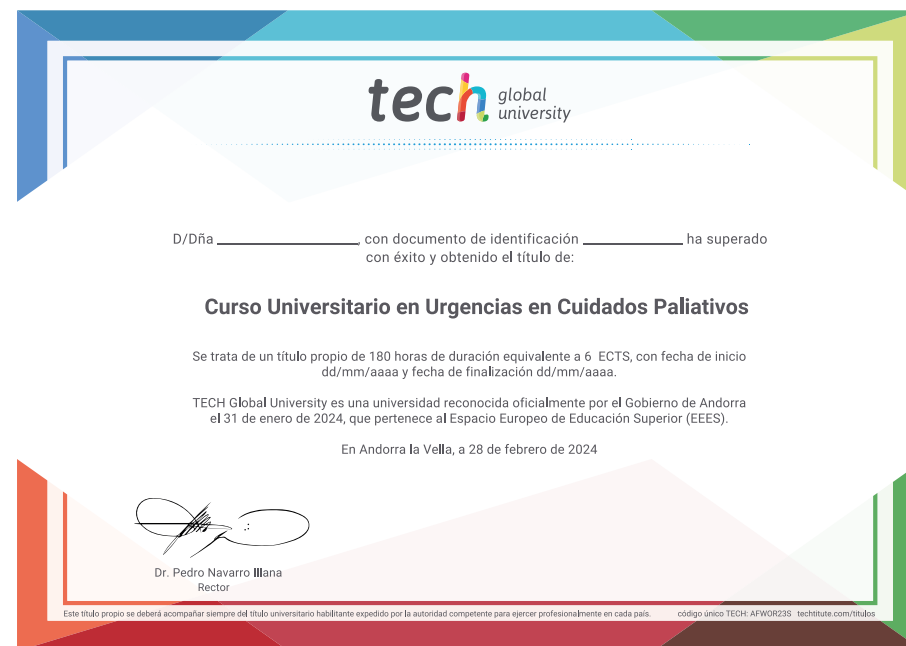 tech global university
D/Dña ____________, con documento de identificación ____________ ha superado
con éxito y obtenido el título de:
Curso Universitario en Urgencias en Cuidados Paliativos
Se trata de un título propio de 180 horas de duración equivalente a 6 ECTS, con fecha de inicio
dd/mm/aaaa y fecha de finalización dd/mm/aaaa.
TECH Global University es una universidad reconocida oficialmente por el Gobierno de Andorra
el 31 de enero de 2024, que pertenece al Espacio Europeo de Educación Superior (EEES).
En Andorra la Vella, a 28 de febrero de 2024
Dr. Pedro Navarro Illana
Rector
Este título propio se deberá acompañar siempre del título universitario habilitante expedido por la autoridad competente para ejercer profesionalmente en cada país. código único TECH: AFWOR23S techtitute.com/titulos